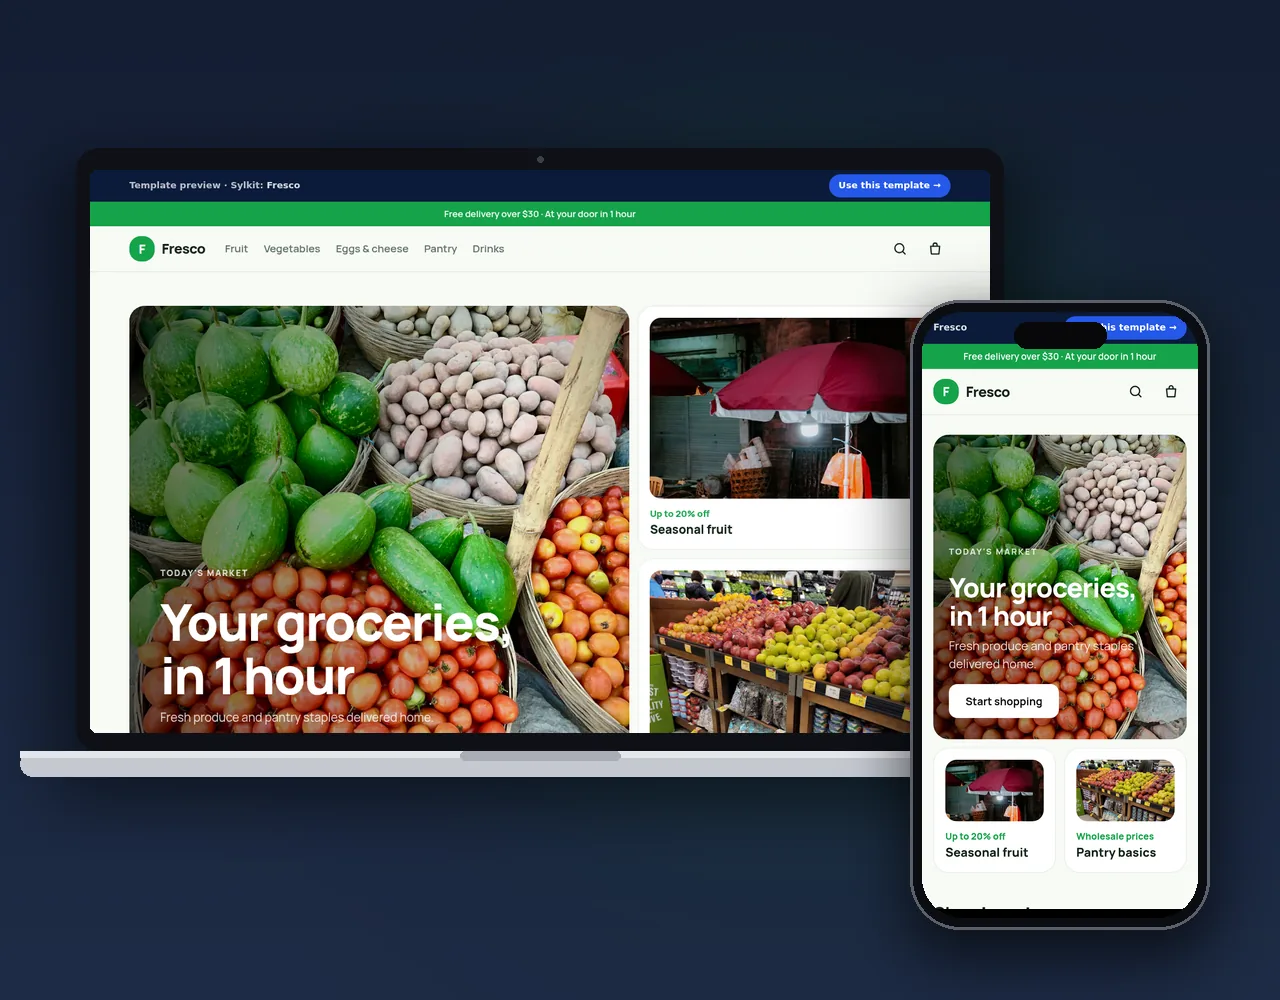 Template preview · Sylkit: Fresco
Use this template →
Free delivery over $30 · At your door in 1 hour
F Fresco Fruit Vegetables Eggs & cheese Pantry Drinks
TODAY'S MARKET
Your groceries,
in 1 hour
Fresh produce and pantry staples delivered home.
Up to 20% off
Seasonal fruit
Fresco
this template →
Free delivery over $30 · At your door in 1 hour
F Fresco
TODAY'S MARKET
Your groceries,
in 1 hour
Fresh produce and pantry staples
delivered home.
Start shopping
Up to 20% off
Seasonal fruit
Wholesale prices
Pantry basics